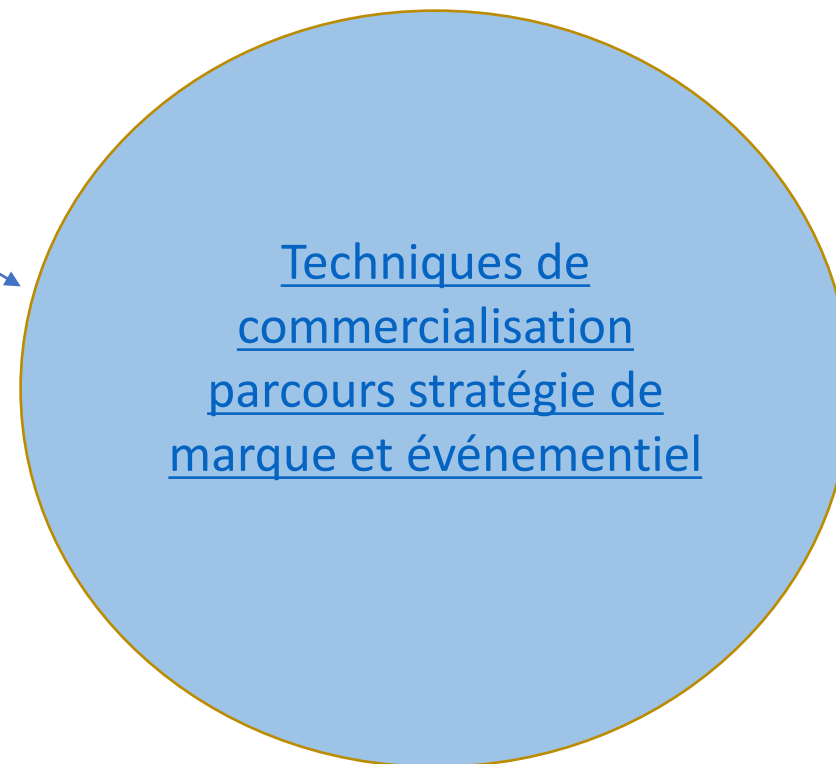 Techniques de
commercialisation
parcours stratégie de
marque et événementiel